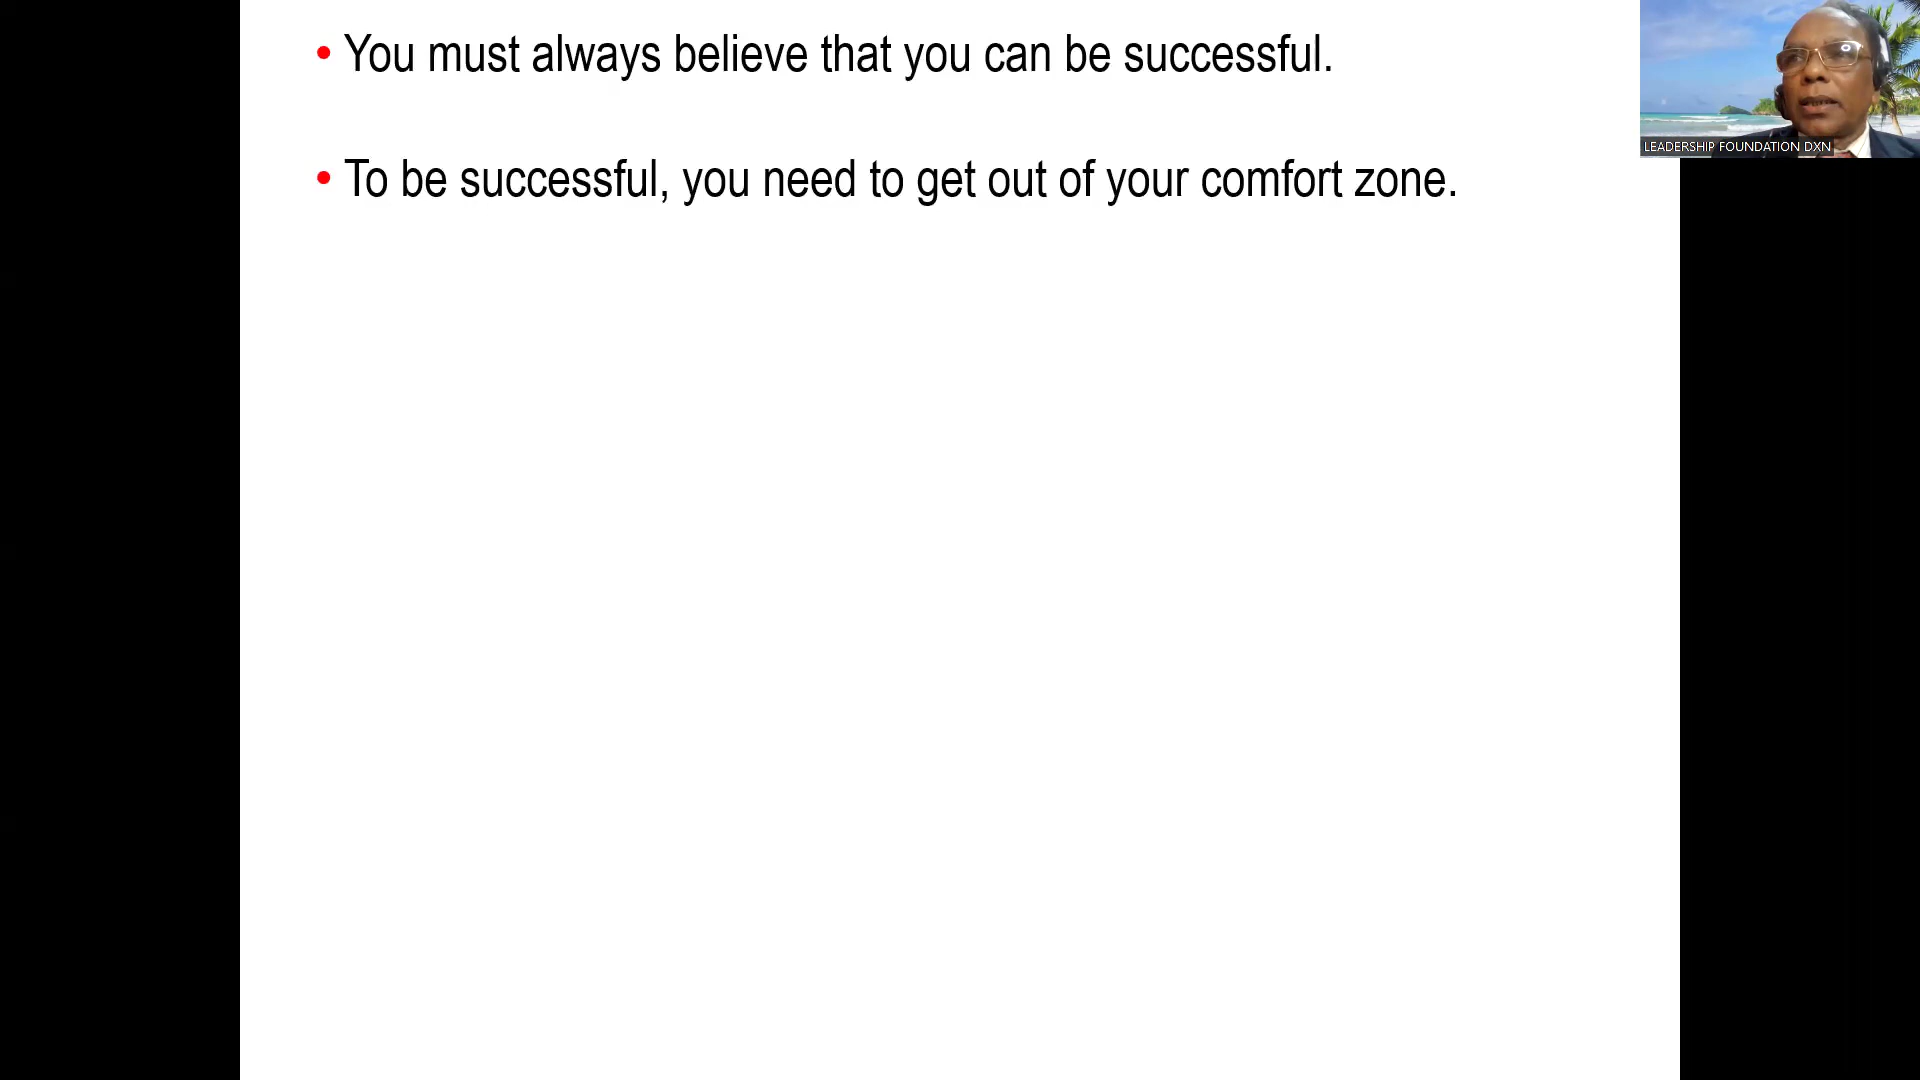 • You must always believe that you can be successful.
• To be successful, you need to get out of your comfort zone.
LEADERSHIP FOUNDATION DXN